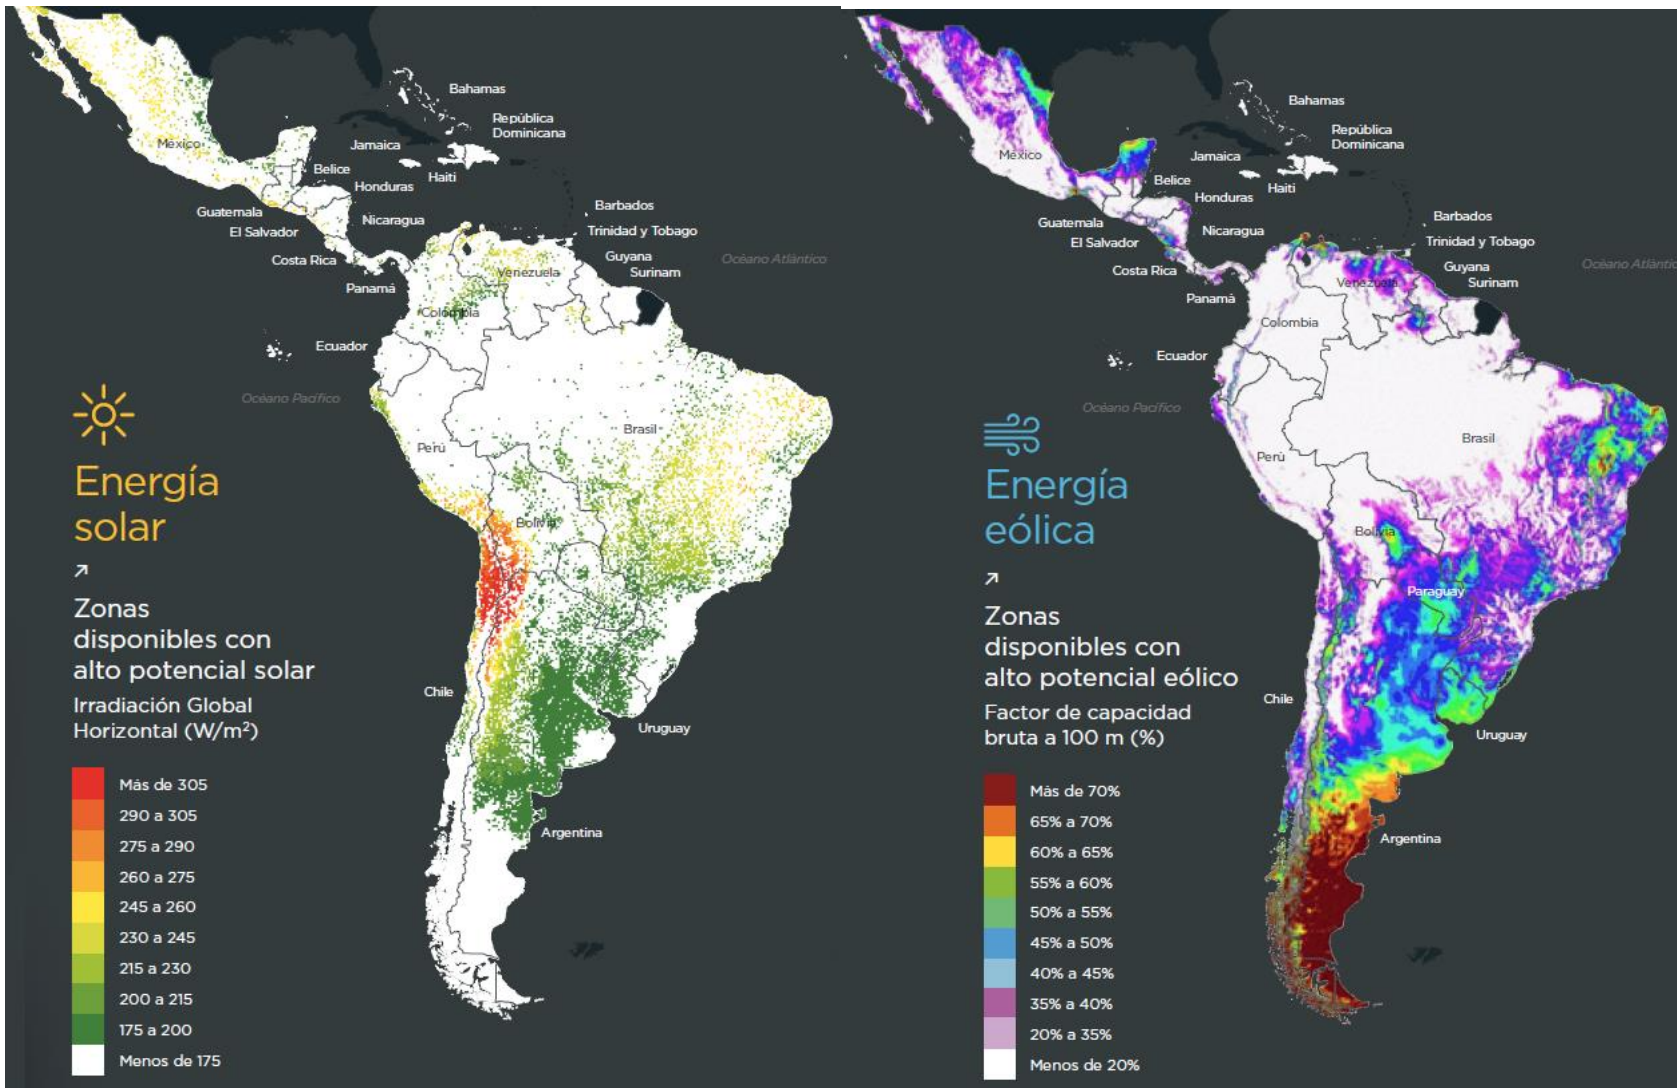 Bahamas
República
Dominicana
Jamaica
Haití
México
Belice
Honduras
Guatemala
Nicaragua
El Salvador
Barbados
Trinidad y Tobago
Costa Rica
Guyana
Venezuela
Surinam
Océano Atlántico
Panamá
Colombia
Ecuador
Océano Pacífico
Brasil
Perú
Bolivia
Chile
Uruguay
Argentina
Energía
solar
Zonas
disponibles con
alto potencial solar
Irradiación Global
Horizontal (W/m²)
Más de 305
290 a 305
275 a 290
260 a 275
245 a 260
230 a 245
215 a 230
200 a 215
175 a 200
Menos de 175
Bahamas
República
Dominicana
Jamaica
Haití
México
Belice
Honduras
Guatemala
Nicaragua
El Salvador
Barbados
Trinidad y Tobago
Costa Rica
Guyana
Venezuela
Surinam
Océano Atlántic
Panamá
Colombia
Ecuador
Océano Pacífico
Brasil
Perú
Bolivia
Paraguay
Chile
Uruguay
Argentina
Energía
eólica
Zonas
disponibles con
alto potencial eólico
Factor de capacidad
bruta a 100 m (%)
Más de 70%
65% a 70%
60% a 65%
55% a 60%
50% a 55%
45% a 50%
40% a 45%
35% a 40%
20% a 35%
Menos de 20%